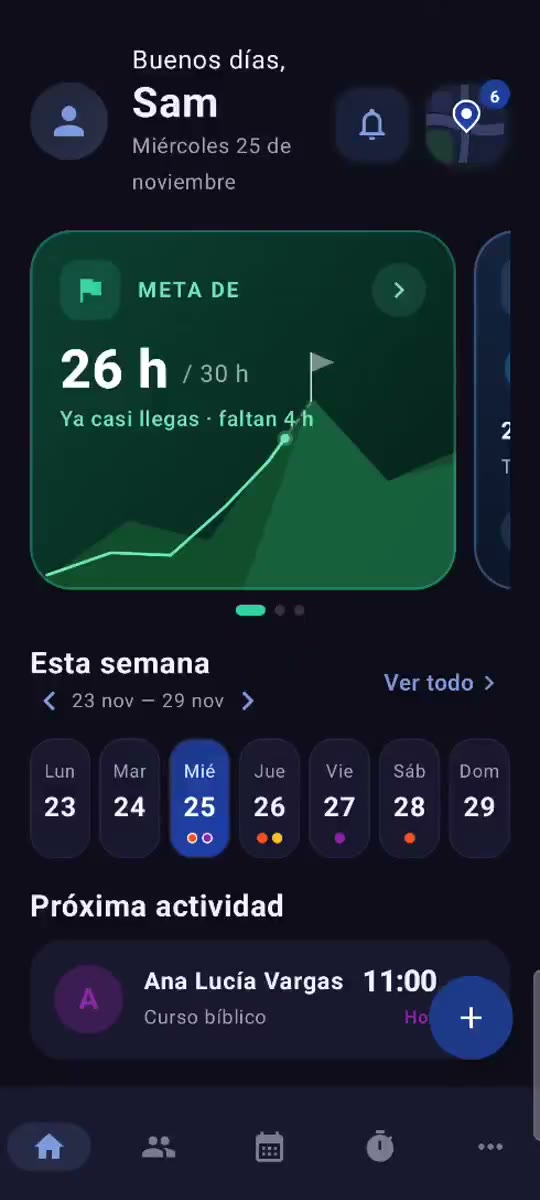 Buenos días,
Sam
Miércoles 25 de
noviembre
6
META DE
26 h / 30 h
Ya casi llegas · faltan 4 h
Esta semana
23 nov – 29 nov
Ver todo
Lun Mar Mié Jue Vie Sáb Dom
23 24 25 26 27 28 29
Próxima actividad
A
Ana Lucía Vargas 11:00
Curso bíblico